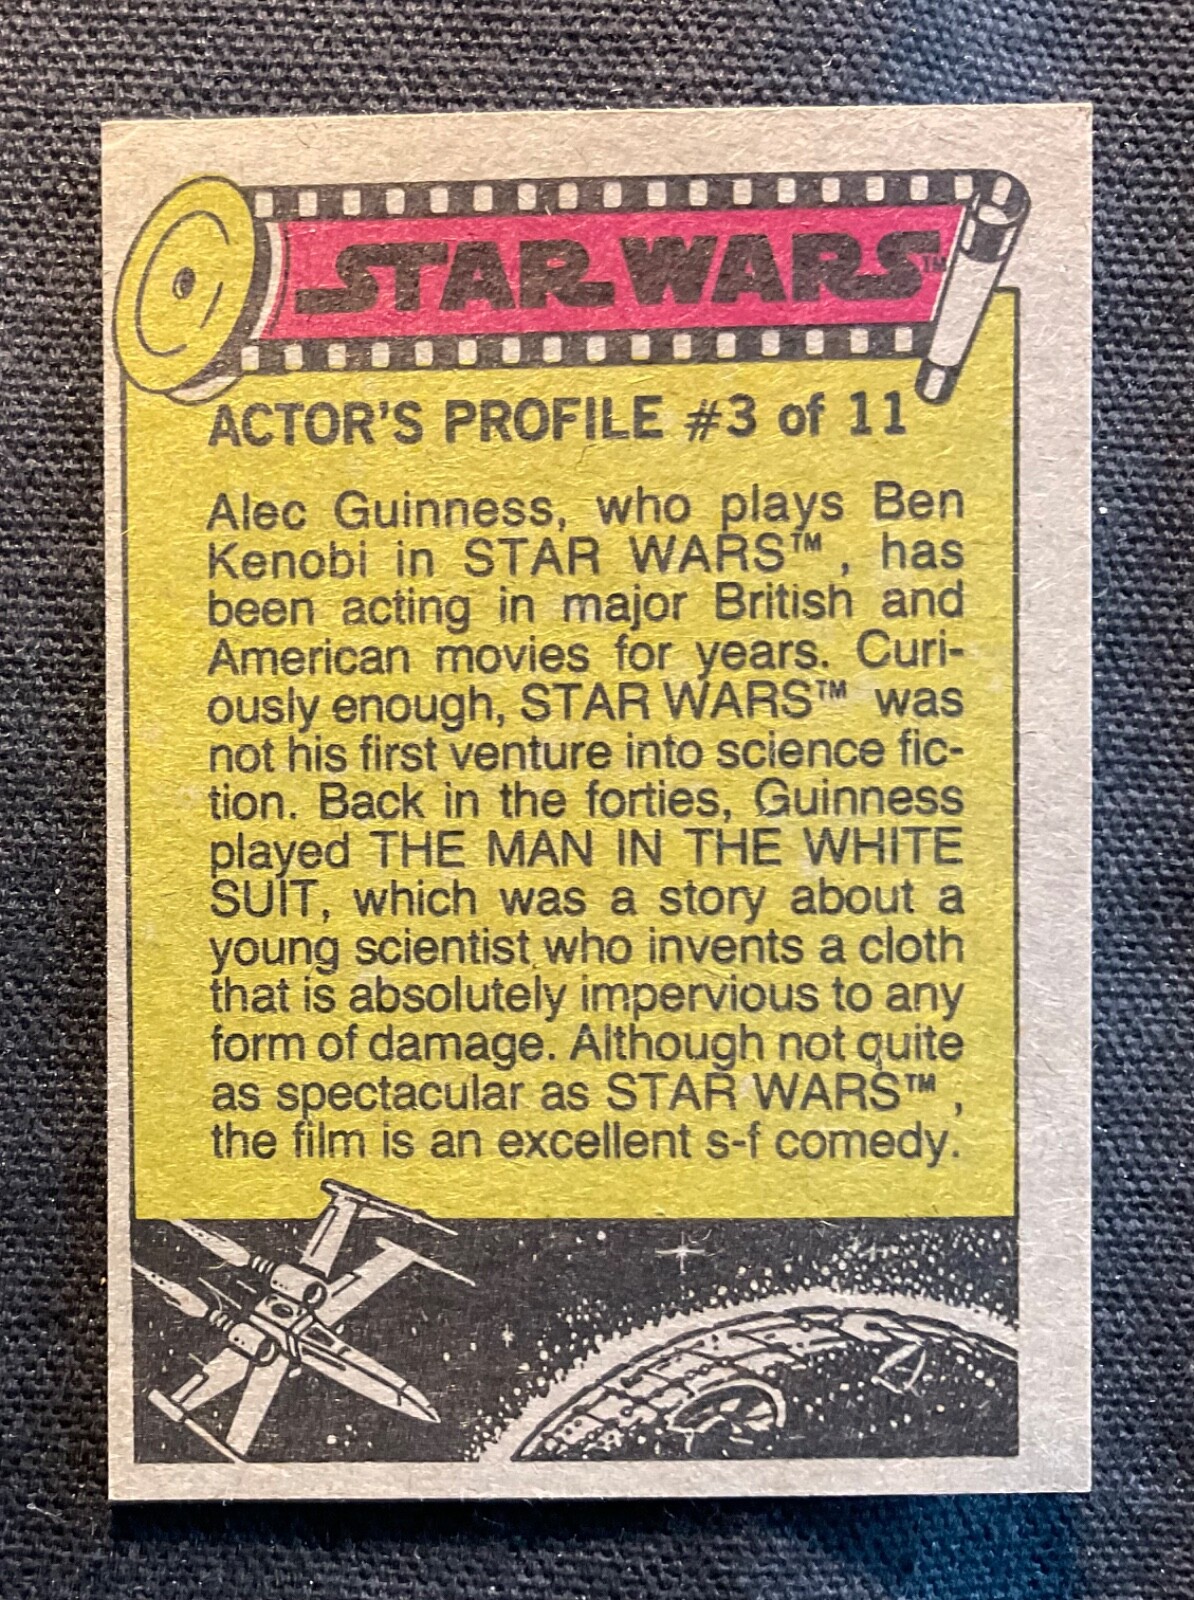 STAR WARS™
ACTOR'S PROFILE #3 of 11
Alec Guinness, who plays Ben
Kenobi in STAR WARS™ , has
been acting in major British and
American movies for years. Curi-
ously enough, STAR WARS™ was
not his first venture into science fic-
tion. Back in the forties, Guinness
played THE MAN IN THE WHITE
SUIT, which was a story about a
young scientist who invents a cloth
that is absolutely impervious to any
form of damage. Although not quite
as spectacular as STAR WARS™ ,
the film is an excellent s-f comedy.